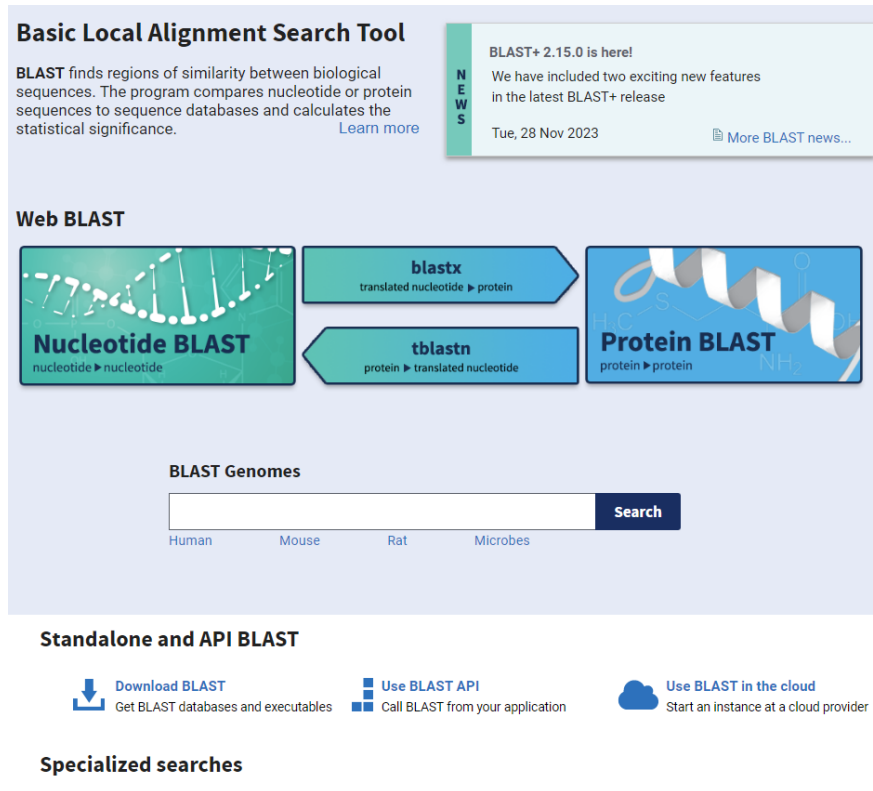 Basic Local Alignment Search Tool
BLAST finds regions of similarity between biological
sequences. The program compares nucleotide or protein
sequences to sequence databases and calculates the
statistical significance. Learn more
NEWS
BLAST+ 2.15.0 is here!
We have included two exciting new features
in the latest BLAST+ release
Tue, 28 Nov 2023
More BLAST news...
Web BLAST
Nucleotide BLAST
nucleotide ▶ nucleotide
blastx
translated nucleotide ▶ protein
tblastn
protein ▶ translated nucleotide
H₃C
S
O
OH
NH₂
Protein BLAST
protein ▶ protein
BLAST Genomes
Search
Human Mouse Rat Microbes
Standalone and API BLAST
Download BLAST
Get BLAST databases and executables
Use BLAST API
Call BLAST from your application
Use BLAST in the cloud
Start an instance at a cloud provider
Specialized searches